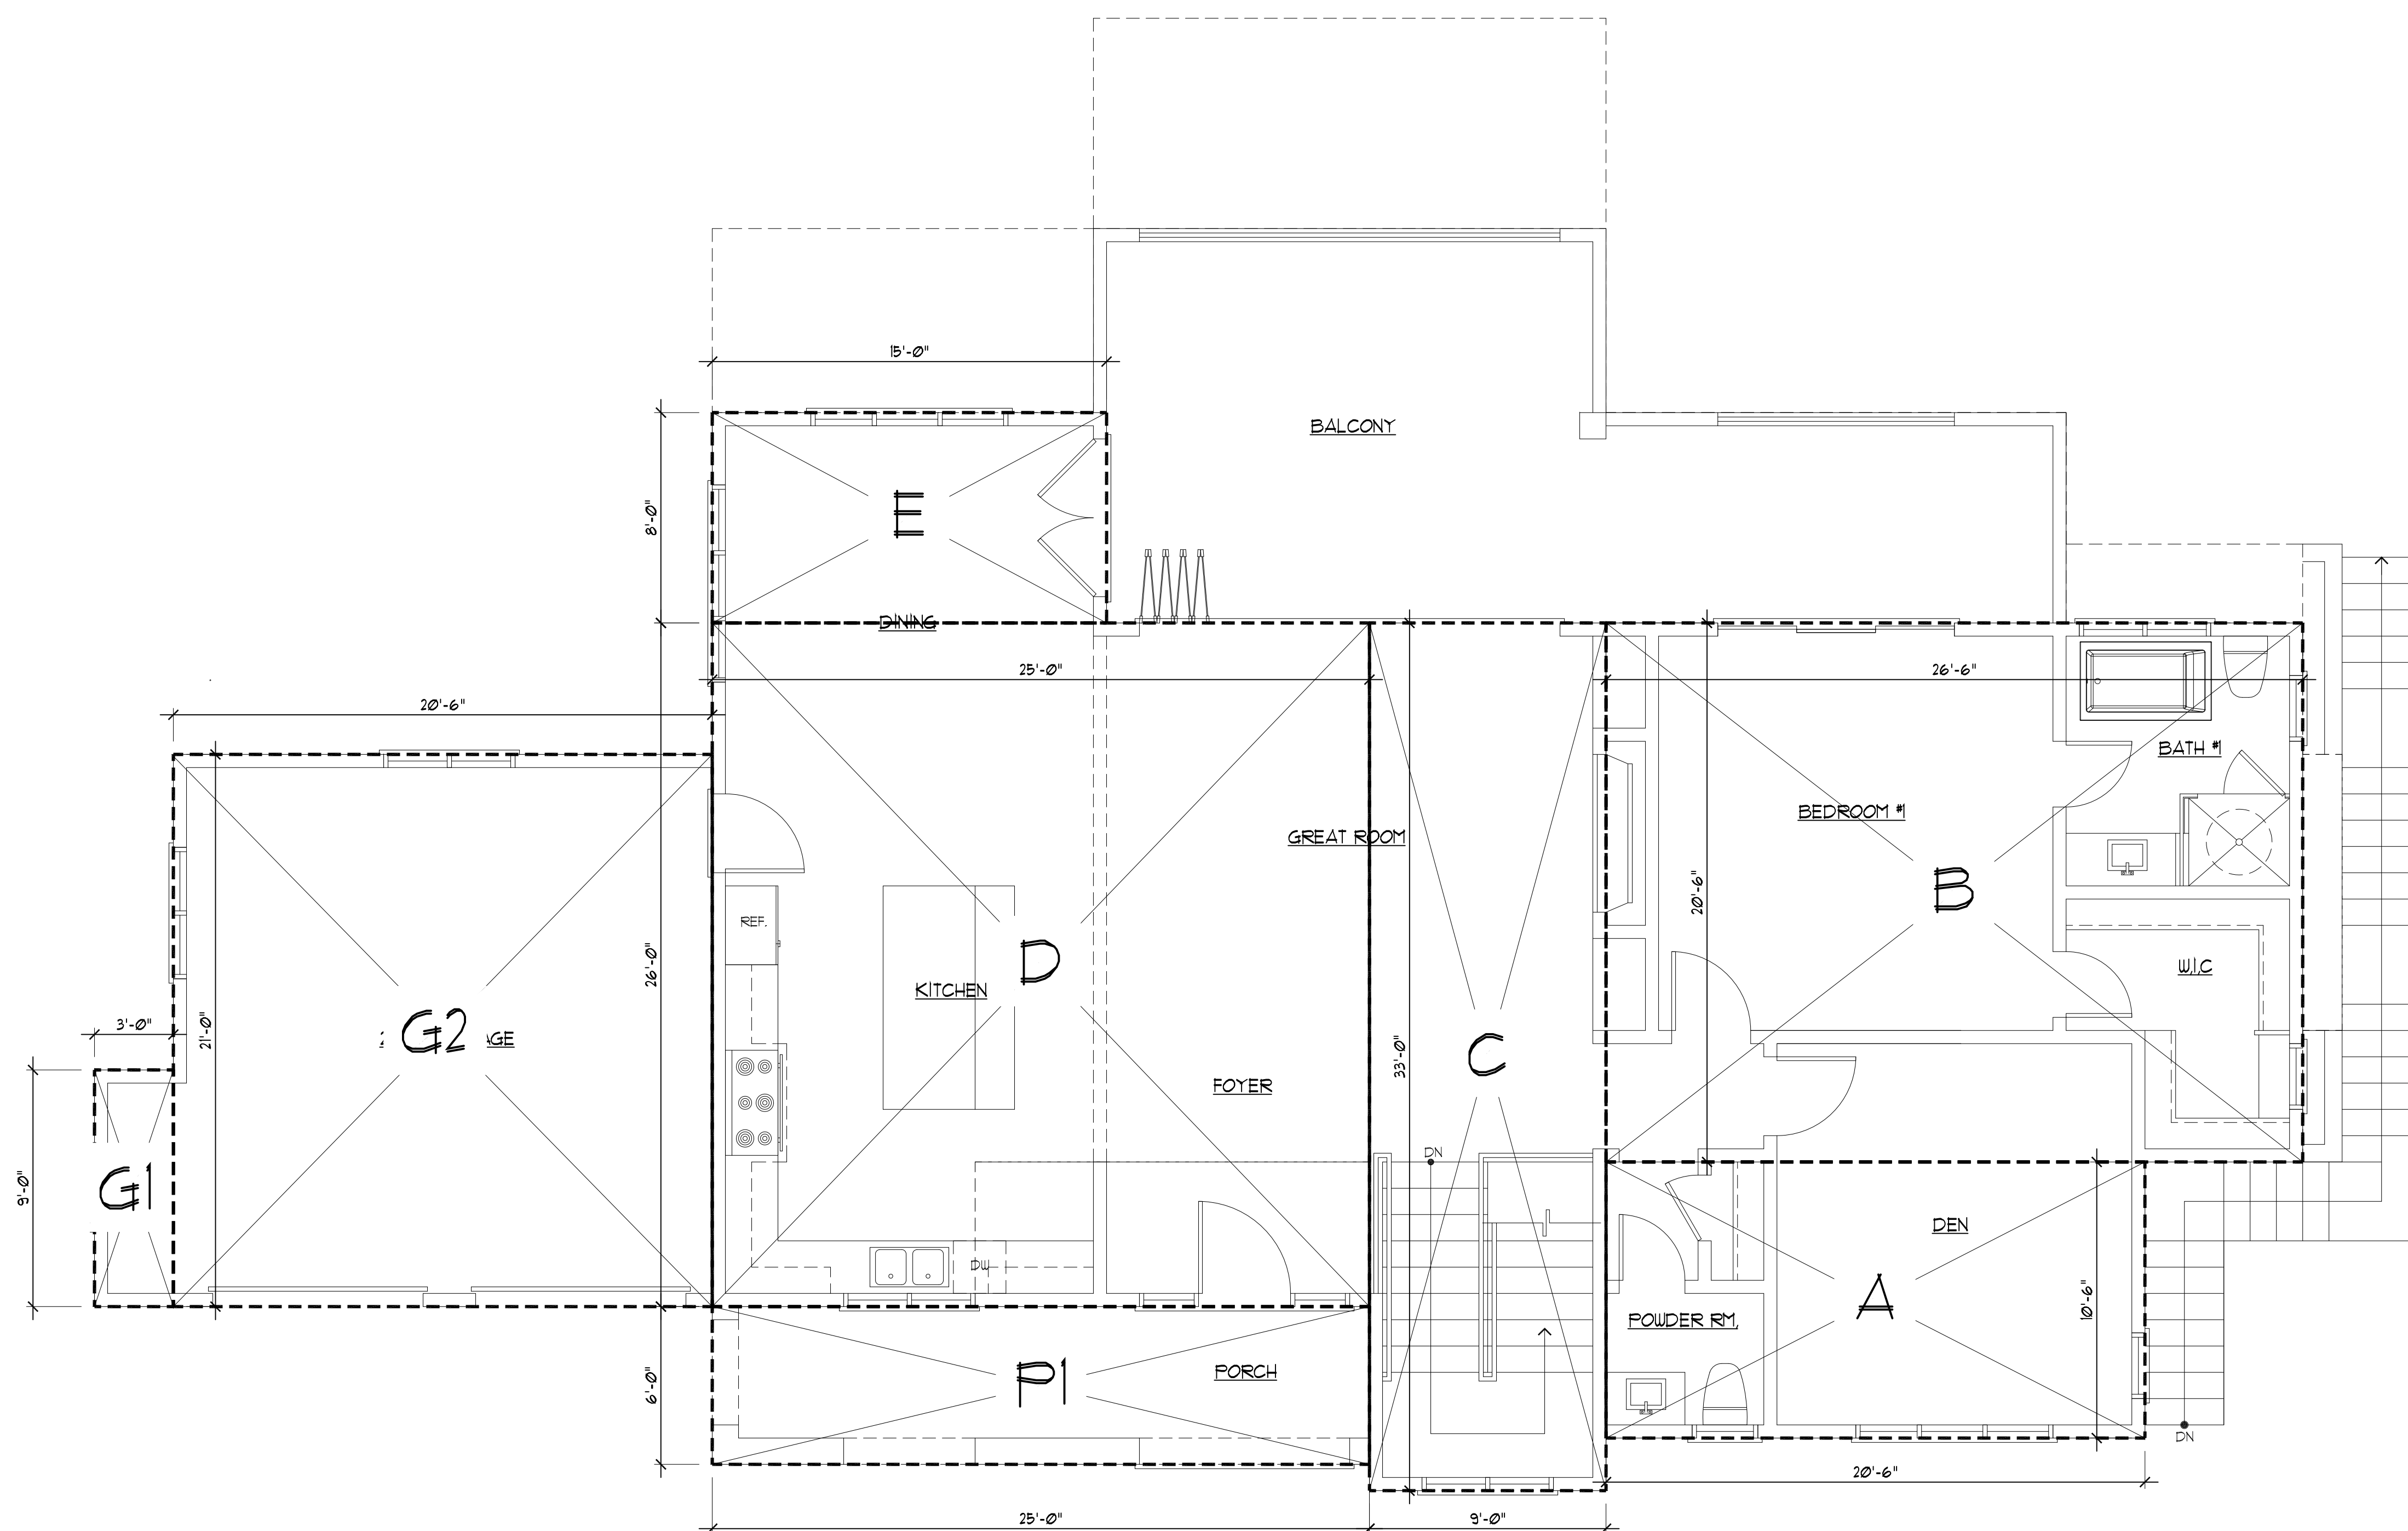 15'-0"
BALCONY
8'-0"
E
DINING
25'-0"
26'-6"
20'-6"
BATH #1
BEDROOM #1
GREAT ROOM
B
20'-6"
REF.
D
26'-0"
KITCHEN
W.I.C
3'-0"
21'-0"
G2
C
33'-0"
FOYER
DN
G1
9'-0"
DEN
DW
A
10'-6"
POWDER RM.
P1
PORCH
6'-0"
DN
20'-6"
25'-0"
9'-0"